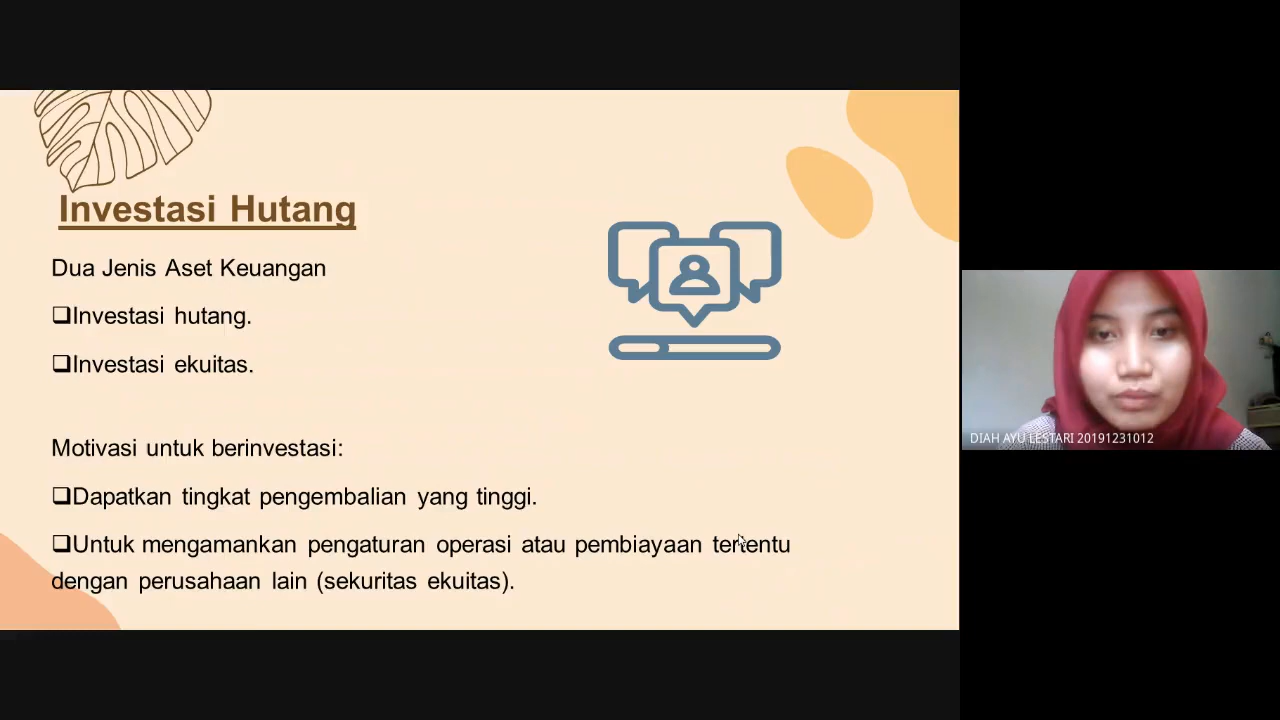 Investasi Hutang
Dua Jenis Aset Keuangan
❑Investasi hutang.
❑Investasi ekuitas.
Motivasi untuk berinvestasi:
❑Dapatkan tingkat pengembalian yang tinggi.
❑Untuk mengamankan pengaturan operasi atau pembiayaan tertentu
dengan perusahaan lain (sekuritas ekuitas).
DIAH AYU LESTARI 20191231012